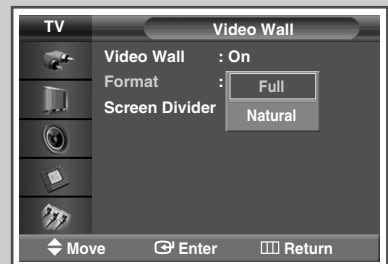 TV Video Wall
Video Wall : On
Format : Full
Natural
Screen Divider
Move Enter Return